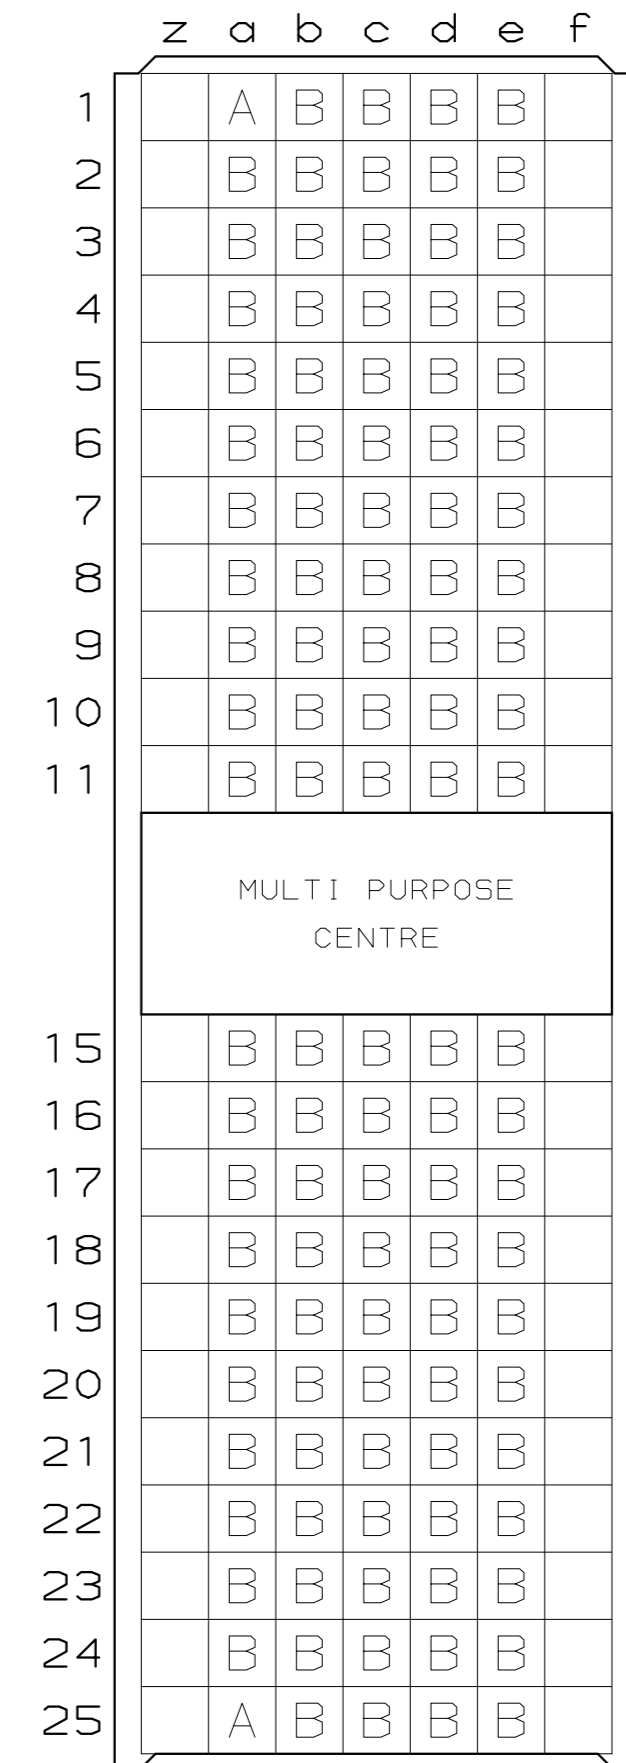 z a b c d e f
1 A B B B B
2 B B B B B
3 B B B B B
4 B B B B B
5 B B B B B
6 B B B B B
7 B B B B B
8 B B B B B
9 B B B B B
10 B B B B B
11 B B B B B
MULTI PURPOSE
CENTRE
15 B B B B B
16 B B B B B
17 B B B B B
18 B B B B B
19 B B B B B
20 B B B B B
21 B B B B B
22 B B B B B
23 B B B B B
24 B B B B B
25 A B B B B